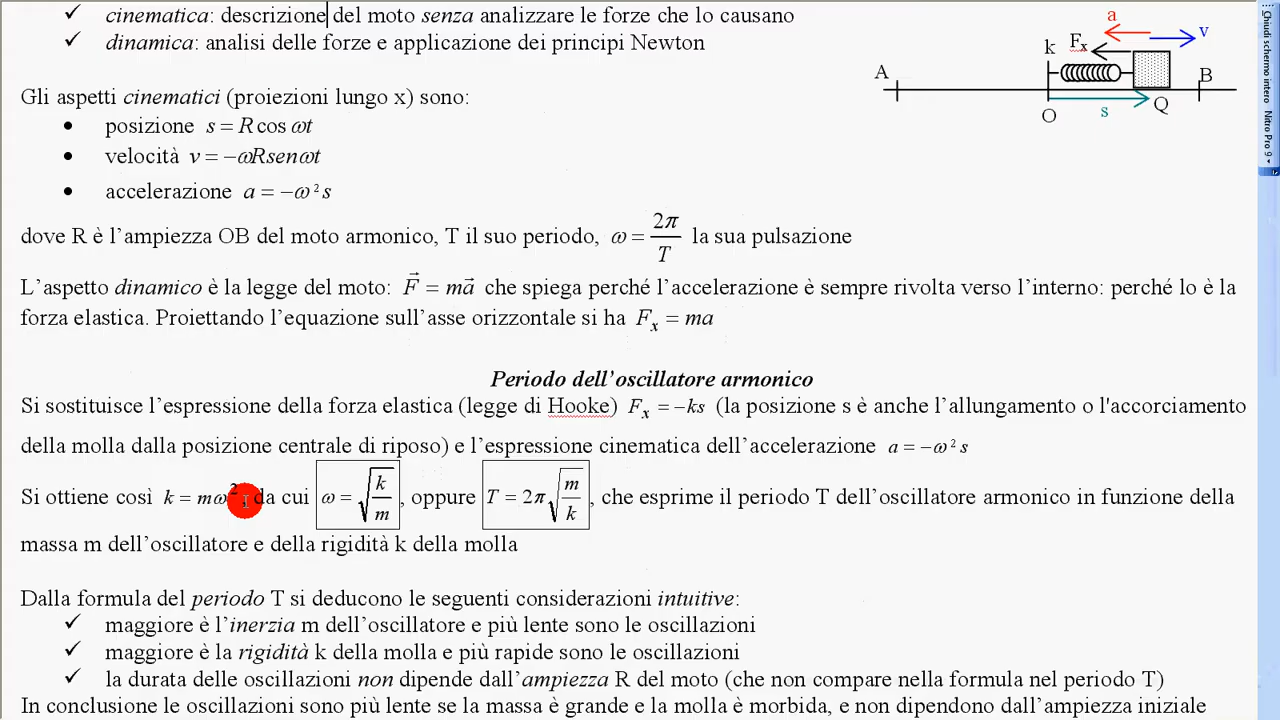 ✓ cinematica: descrizione del moto senza analizzare le forze che lo causano
✓ dinamica: analisi delle forze e applicazione dei principi Newton
a
v
k
Fₓ
A
B
O
s
Q
Gli aspetti cinematici (proiezioni lungo x) sono:
• posizione s = R cos ωt
• velocità v = −ωRsenωt
• accelerazione a = −ω² s
dove R è l’ampiezza OB del moto armonico, T il suo periodo, ω = 2π/T la sua pulsazione
L’aspetto dinamico è la legge del moto: F⃗ = ma⃗ che spiega perché l’accelerazione è sempre rivolta verso l’interno: perché lo è la
forza elastica. Proiettando l’equazione sull’asse orizzontale si ha Fₓ = ma
Periodo dell’oscillatore armonico
Si sostituisce l’espressione della forza elastica (legge di Hooke) Fₓ = −ks (la posizione s è anche l’allungamento o l'accorciamento
della molla dalla posizione centrale di riposo) e l’espressione cinematica dell’accelerazione a = −ω² s
Si ottiene così k = mω², da cui ω = √(k/m), oppure T = 2π√(m/k), che esprime il periodo T dell’oscillatore armonico in funzione della
massa m dell’oscillatore e della rigidità k della molla
Dalla formula del periodo T si deducono le seguenti considerazioni intuitive:
✓ maggiore è l’inerzia m dell’oscillatore e più lente sono le oscillazioni
✓ maggiore è la rigidità k della molla e più rapide sono le oscillazioni
✓ la durata delle oscillazioni non dipende dall’ampiezza R del moto (che non compare nella formula nel periodo T)
In conclusione le oscillazioni sono più lente se la massa è grande e la molla è morbida, e non dipendono dall’ampiezza iniziale
Chiudi schermo intero
Nitro Pro 9